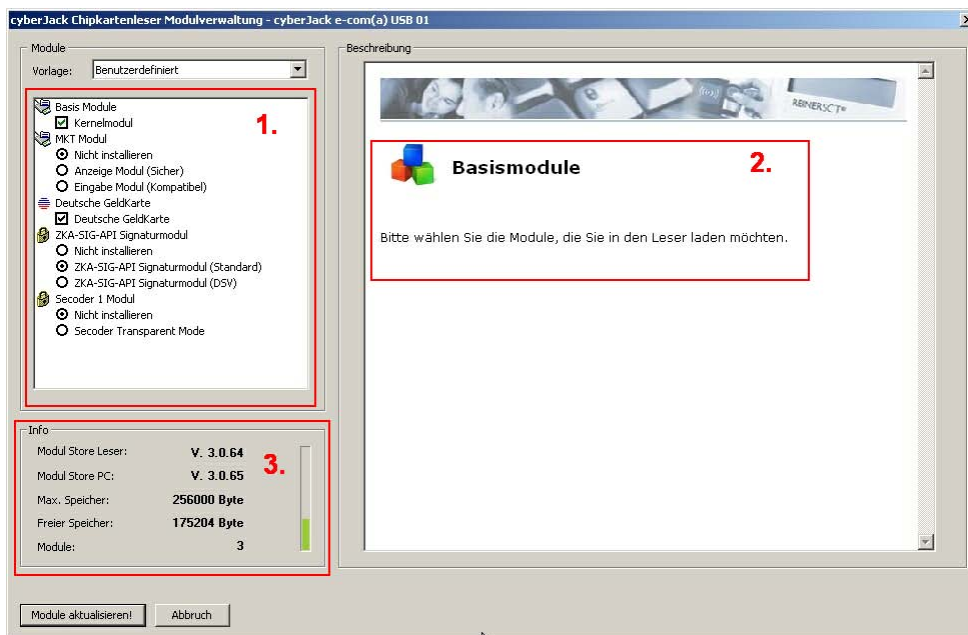 cyberJack Chipkartenleser Modulverwaltung - cyberJack e-com(a) USB 01
Module
Vorlage: Benutzerdefiniert
1.
Basis Module
Kernelmodul
MKT Modul
Nicht installieren
Anzeige Modul (Sicher)
Eingabe Modul (Kompatibel)
Deutsche GeldKarte
Deutsche GeldKarte
ZKA-SIG-API Signaturmodul
Nicht installieren
ZKA-SIG-API Signaturmodul (Standard)
ZKA-SIG-API Signaturmodul (DSV)
Secoder 1 Modul
Nicht installieren
Secoder Transparent Mode
Info
Modul Store Leser: V. 3.0.64
3.
Modul Store PC: V. 3.0.65
Max. Speicher: 256000 Byte
Freier Speicher: 175204 Byte
Module: 3
Module aktualisieren! Abbruch
Beschreibung
REINERSCT
Basismodule
2.
Bitte wählen Sie die Module, die Sie in den Leser laden möchten.